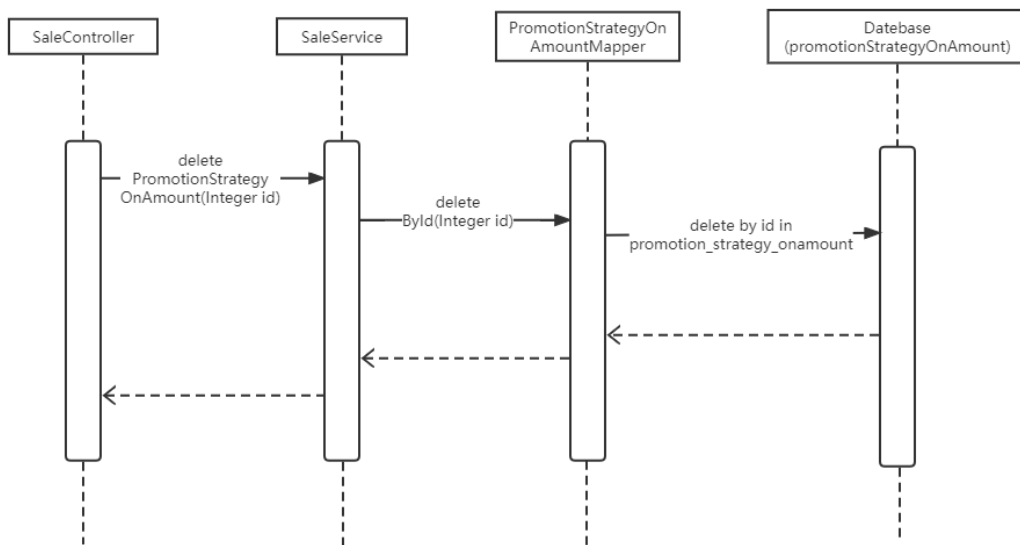 SaleController
SaleService
PromotionStrategyOn
AmountMapper
Datebase
(promotionStrategyOnAmount)
delete
PromotionStrategy
OnAmount(Integer id)
delete
ById(Integer id)
delete by id in
promotion_strategy_onamount